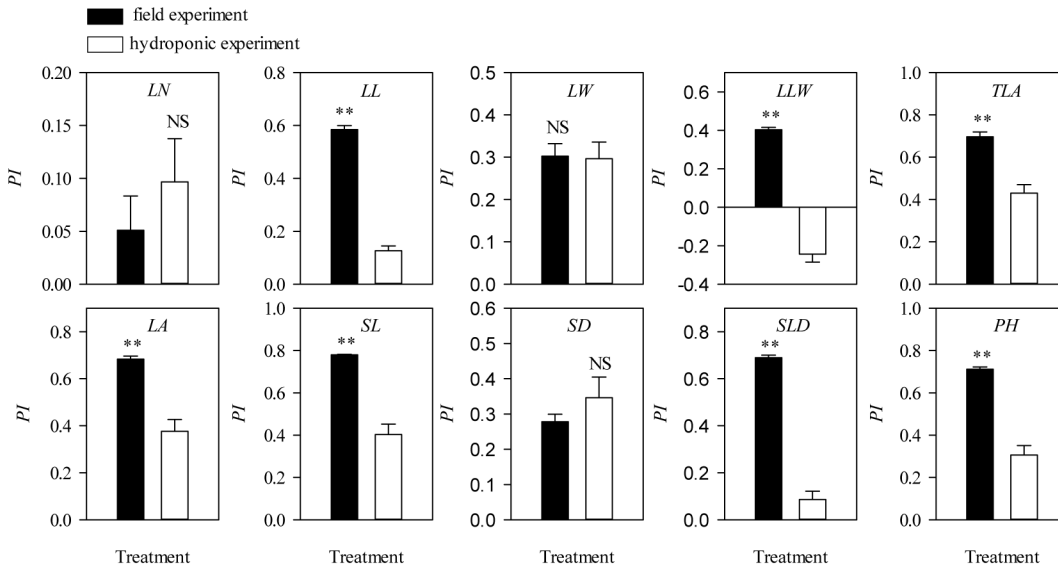 field experiment
hydroponic experiment
0.20
0.15
0.10
0.05
0.00
PI
LN
NS
0.8
0.6
0.4
0.2
0.0
PI
LL
**
0.5
0.4
0.3
0.2
0.1
0.0
PI
LW
NS
0.6
0.4
0.2
0.0
-0.2
-0.4
PI
LLW
**
1.0
0.8
0.6
0.4
0.2
0.0
PI
TLA
**
0.8
0.6
0.4
0.2
0.0
PI
LA
**
Treatment
1.0
0.8
0.6
0.4
0.2
0.0
PI
SL
**
Treatment
0.6
0.5
0.4
0.3
0.2
0.1
0.0
PI
SD
NS
Treatment
0.8
0.6
0.4
0.2
0.0
PI
SLD
**
Treatment
1.0
0.8
0.6
0.4
0.2
0.0
PI
PH
**
Treatment